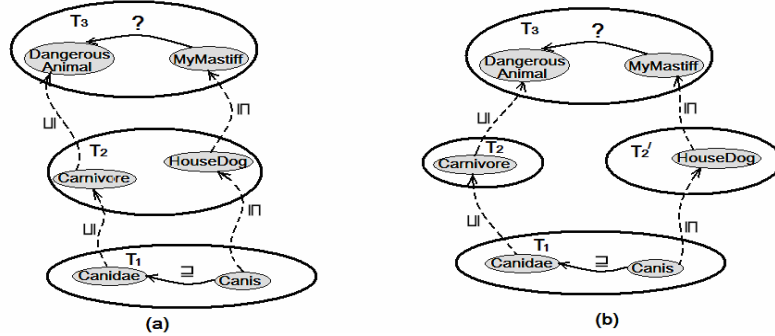 T3
?
Dangerous
Animal
MyMastiff
⊑
⊒
T2
HouseDog
Carnivore
⊑
⊒
T1
⊒
Canidae
Canis
(a)
T3
?
Dangerous
Animal
MyMastiff
⊑
⊒
T2
T2′
Carnivore
HouseDog
⊑
⊒
T1
⊒
Canidae
Canis
(b)